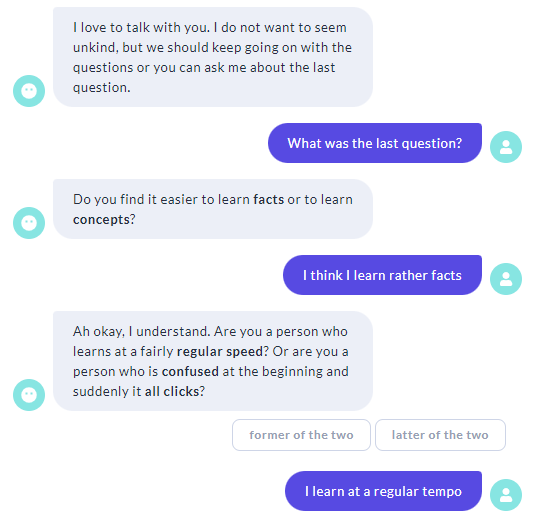 I love to talk with you. I do not want to seem
unkind, but we should keep going on with the
questions or you can ask me about the last
question.
What was the last question?
Do you find it easier to learn facts or to learn
concepts?
I think I learn rather facts
Ah okay, I understand. Are you a person who
learns at a fairly regular speed? Or are you a
person who is confused at the beginning and
suddenly it all clicks?
former of the two
latter of the two
I learn at a regular tempo